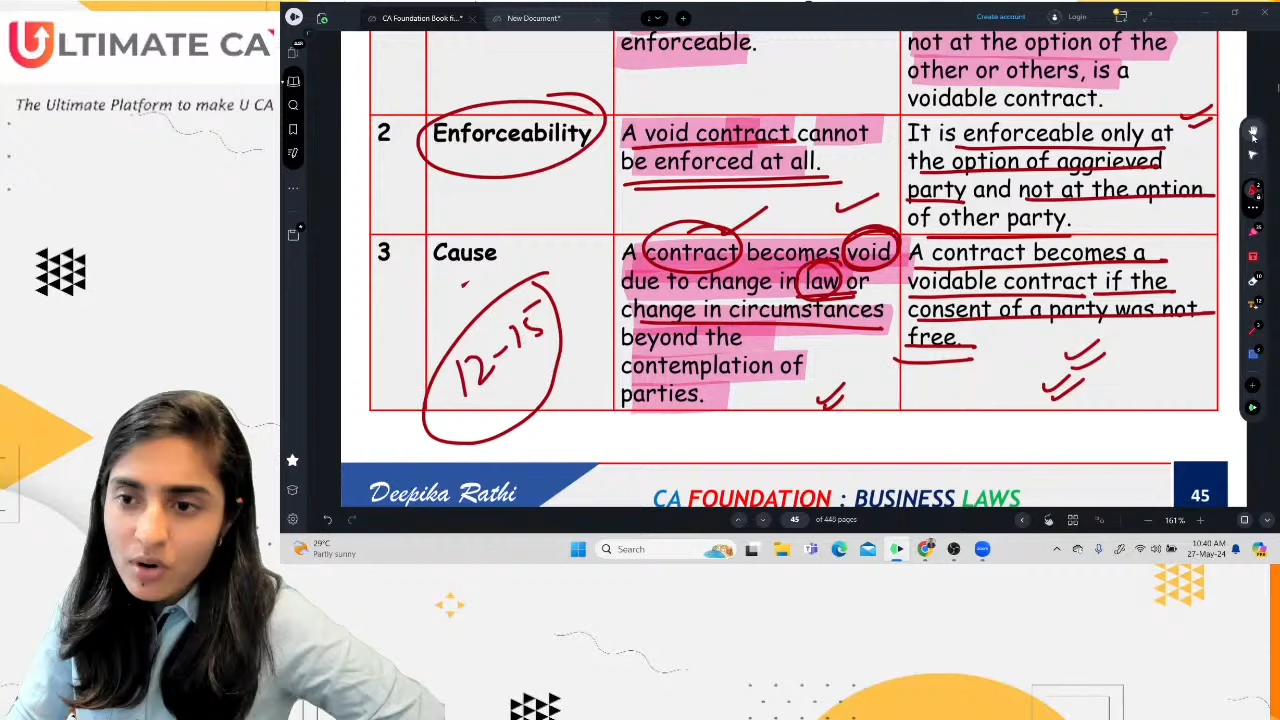 ULTIMATE CA
The Ultimate Platform to make U CA
CA Foundation Book fi...*
New Document*
Create account
Login
enforceable.
not at the option of the
other or others, is a
voidable contract.
2
Enforceability
A void contract cannot
be enforced at all.
It is enforceable only at
the option of aggrieved
party and not at the option
of other party.
3
Cause
12-15
A contract becomes void
due to change in law or
change in circumstances
beyond the
contemplation of
parties.
A contract becomes a
voidable contract if the
consent of a party was not
free.
Deepika Rathi
CA FOUNDATION : BUSINESS LAWS
45
45
of 448 pages
161%
29°C
Partly sunny
Search
10:40 AM
27-May-24